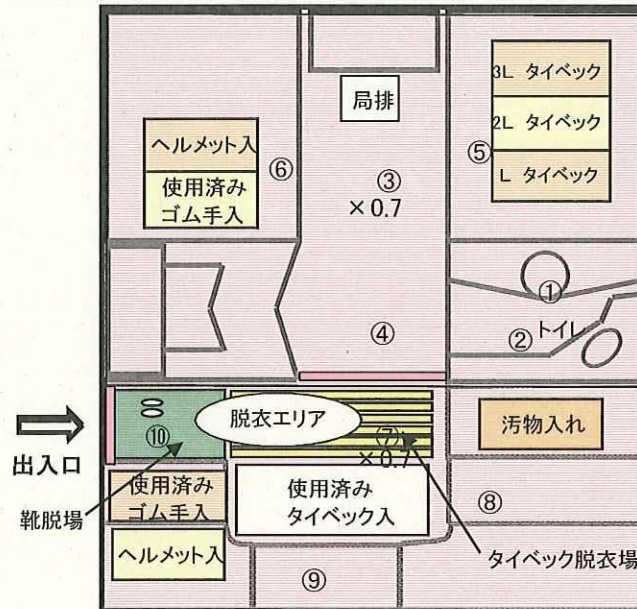 局排
3L タイベック
2L タイベック
L タイベック
⑤
ヘルメット入
⑥
使用済み
ゴム手入
③
×0.7
①
④
② トイレ
出入口
⑩
脱衣エリア
⑦
×0.7
汚物入れ
靴脱場
使用済み
ゴム手入
使用済み
タイベック入
⑧
ヘルメット入
⑨
タイベック脱衣場